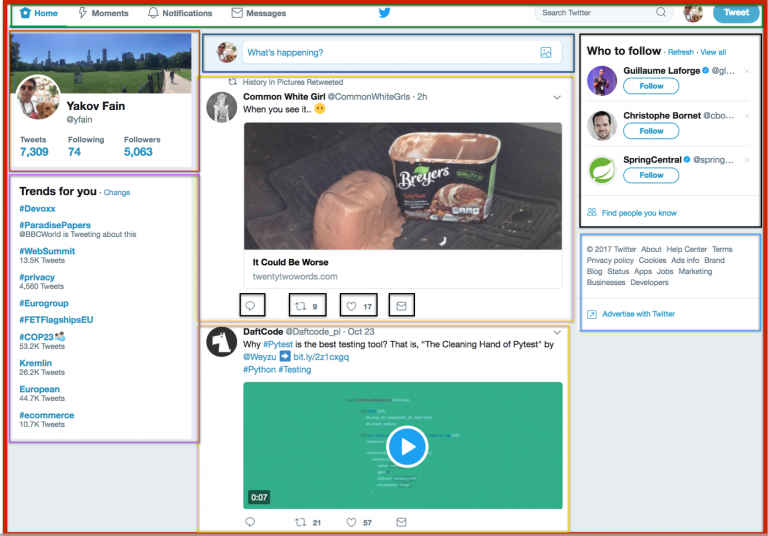 Home Moments Notifications Messages Search Twitter Tweet
Yakov Fain
@yfain
Tweets Following Followers
7,309 74 5,063
Trends for you · Change
#Devoxx
#ParadisePapers
@BBCWorld is Tweeting about this
#WebSummit
13.5K Tweets
#privacy
4,560 Tweets
#Eurogroup
#FETFlagshipsEU
#COP23
53.2K Tweets
Kremlin
26.2K Tweets
European
44.7K Tweets
#ecommerce
10.7K Tweets
What's happening?
History In Pictures Retweeted
Common White Girl @CommonWhiteGrls · 2h
When you see it.. 😶
Breyers
It Could Be Worse
twentytwowords.com
9 17
DaftCode @Daftcode_pl · Oct 23
Why #Pytest is the best testing tool? That is, "The Cleaning Hand of Pytest" by
@Weyzu ➡️ bit.ly/2z1cxgq
#Python #Testing
0:07
21 57
Who to follow · Refresh · View all
Guillaume Laforge @gl...
Follow
Christophe Bornet @cbo...
Follow
SpringCentral @spring...
Follow
Find people you know
© 2017 Twitter About Help Center Terms
Privacy policy Cookies Ads info Brand
Blog Status Apps Jobs Marketing
Businesses Developers
Advertise with Twitter